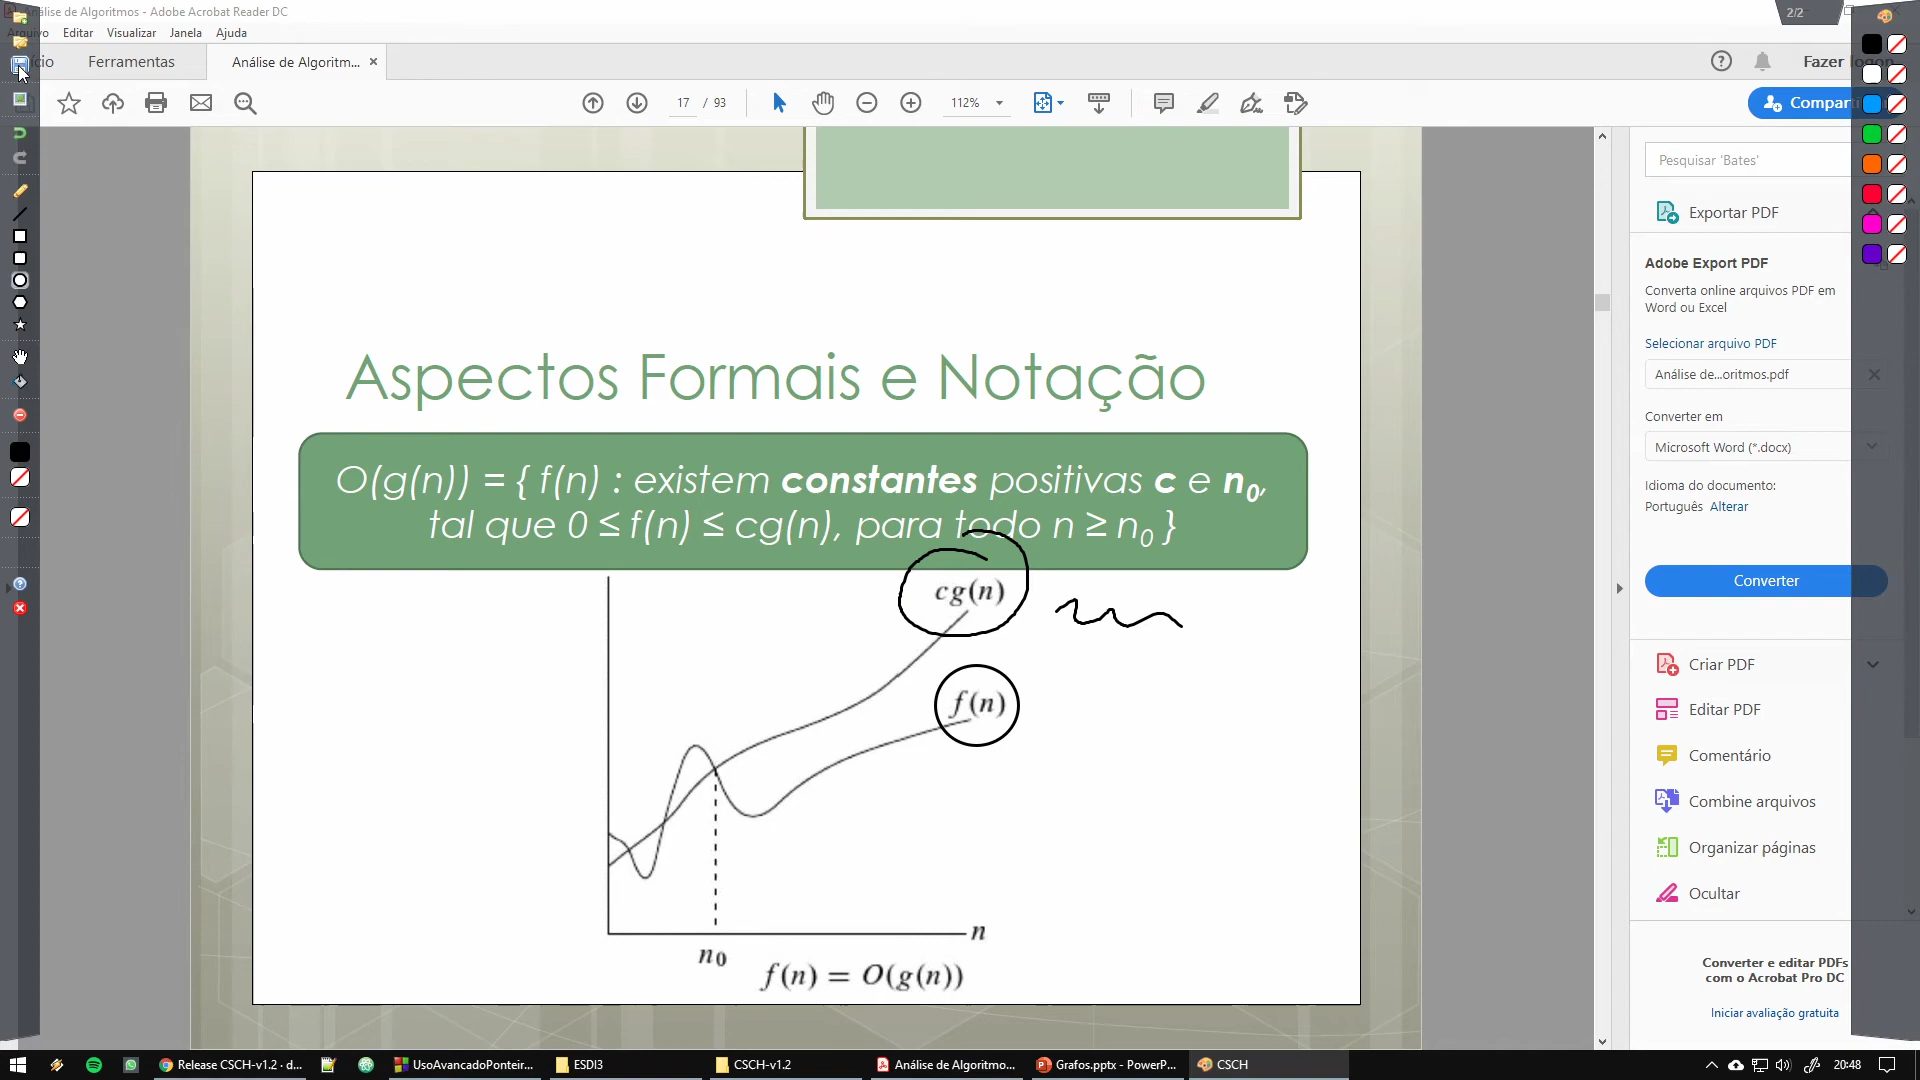 Análise de Algoritmos - Adobe Acrobat Reader DC
2/2
Arquivo Editar Visualizar Janela Ajuda
Ferramentas
Análise de Algoritm...
17 / 93
112%
Pesquisar 'Bates'
Exportar PDF
Adobe Export PDF
Converta online arquivos PDF em
Word ou Excel
Selecionar arquivo PDF
Análise de...oritmos.pdf
Converter em
Microsoft Word (*.docx)
Idioma do documento:
Português Alterar
Converter
Criar PDF
Editar PDF
Comentário
Combine arquivos
Organizar páginas
Ocultar
Converter e editar PDFs
com o Acrobat Pro DC
Iniciar avaliação gratuita
Aspectos Formais e Notação
O(g(n)) = { f(n) : existem constantes positivas c e n0,
tal que 0 ≤ f(n) ≤ cg(n), para todo n ≥ n0 }
cg(n)
f(n)
n
n0
f(n) = O(g(n))
Release CSCH-v1.2 · d...
UsoAvancadoPonteir...
ESDI3
CSCH-v1.2
Análise de Algoritmo...
Grafos.pptx - PowerP...
CSCH
20:48